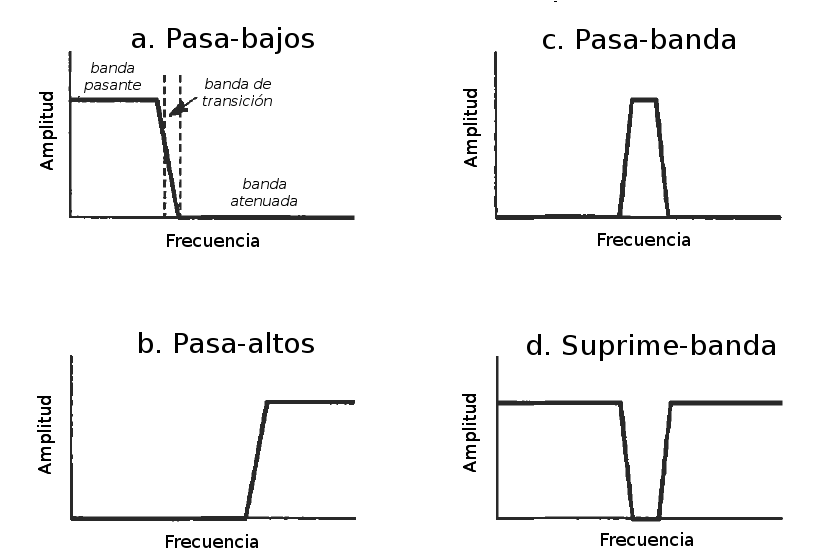 a. Pasa-bajos
banda
pasante
banda de
transición
banda
atenuada
Amplitud
Frecuencia
c. Pasa-banda
Amplitud
Frecuencia
b. Pasa-altos
Amplitud
Frecuencia
d. Suprime-banda
Amplitud
Frecuencia